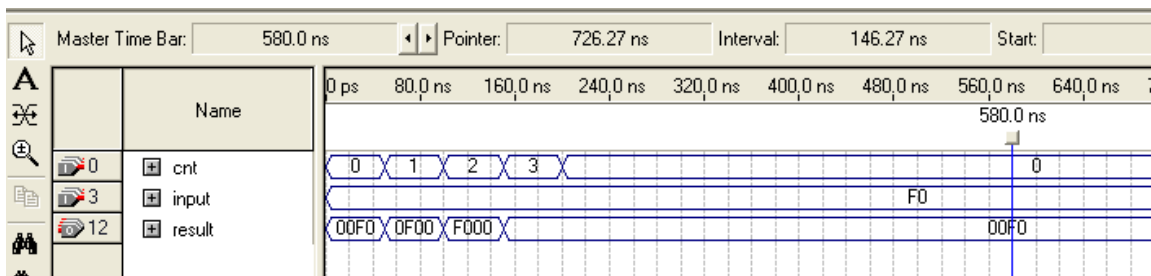 Master Time Bar: 580.0 ns Pointer: 726.27 ns Interval: 146.27 ns Start:
A Name 0 ps 80.0 ns 160.0 ns 240.0 ns 320.0 ns 400.0 ns 480.0 ns 560.0 ns 640.0 ns
580.0 ns
0 cnt 0 1 2 3 0
3 input F0
12 result 00F0 0F00 F000 00F0